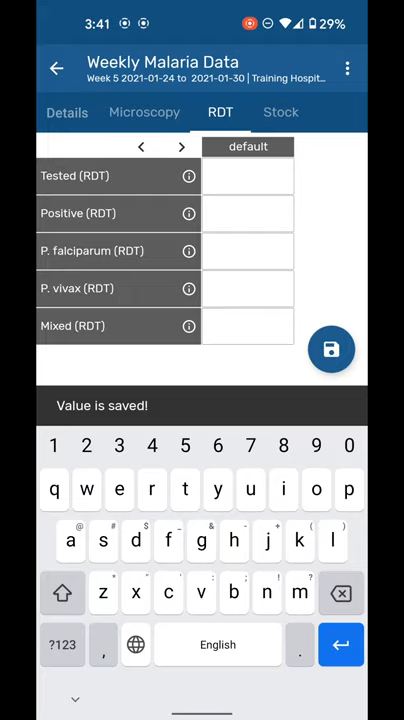 3:41
29%
Weekly Malaria Data
Week 5 2021-01-24 to 2021-01-30 | Training Hospit...
Details
Microscopy
RDT
Stock
default
Tested (RDT)
Positive (RDT)
P. falciparum (RDT)
P. vivax (RDT)
Mixed (RDT)
Value is saved!
1 2 3 4 5 6 7 8 9 0
q w e r t y u i o p
@ # $ _ & - + ( )
a s d f g h j k l
* " ' : ; ! ?
z x c v b n m
?123 , English .